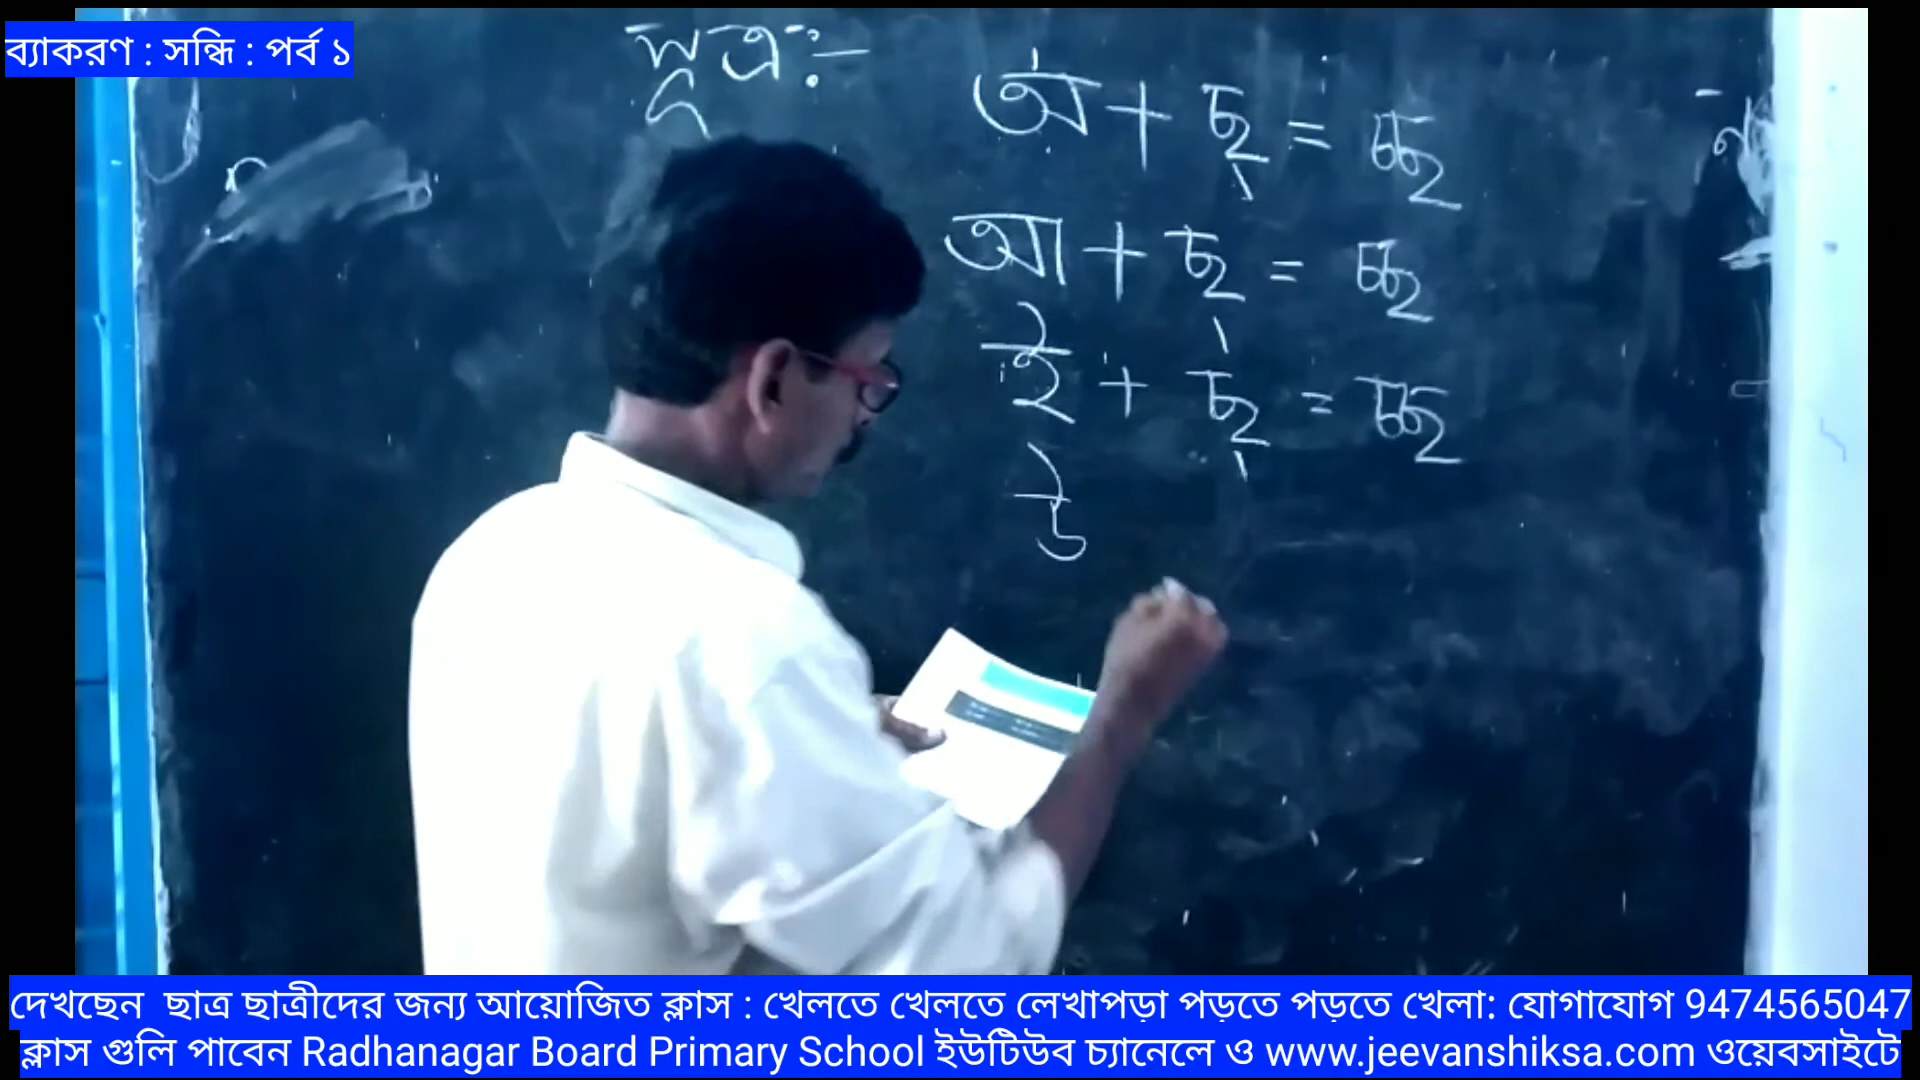 ব্যাকরণ : সন্ধি : পর্ব ১
সূত্র :-
অ + ছ্ = চ্ছ
আ + ছ্ = চ্ছ
ই + ছ্ = চ্ছ
উ
দেখছেন ছাত্র ছাত্রীদের জন্য আয়োজিত ক্লাস : খেলতে খেলতে লেখাপড়া পড়তে পড়তে খেলা: যোগাযোগ 9474565047
ক্লাস গুলি পাবেন Radhanagar Board Primary School ইউটিউব চ্যানেলে ও www.jeevanshiksa.com ওয়েবসাইটে